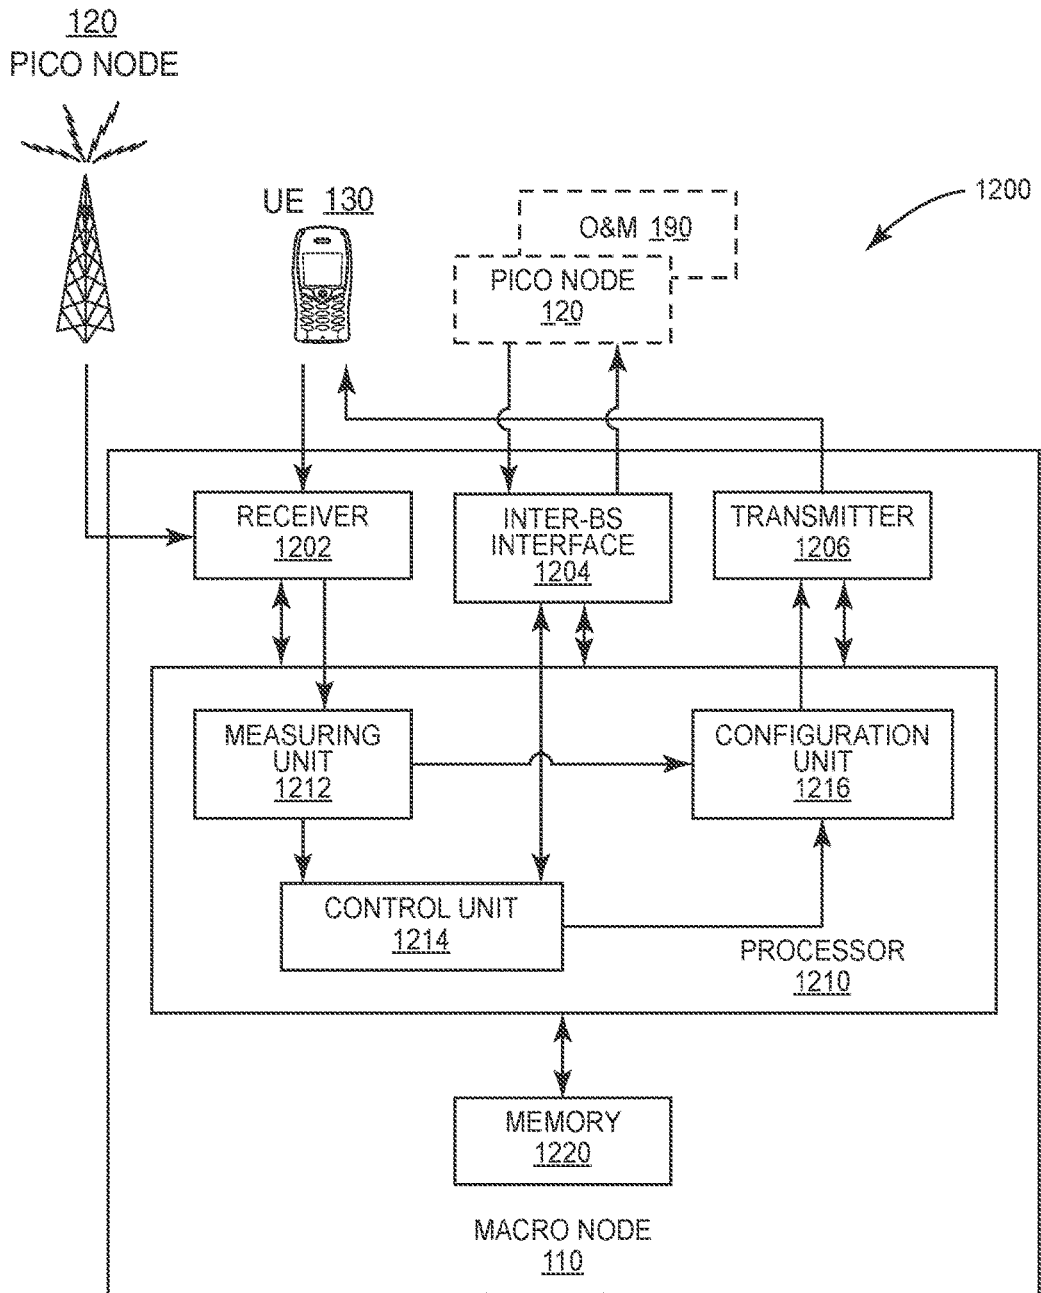 120
PICO NODE
UE 130
O&M 190
PICO NODE
120
1200
RECEIVER
1202
INTER-BS
INTERFACE
1204
TRANSMITTER
1206
MEASURING
UNIT
1212
CONFIGURATION
UNIT
1216
CONTROL UNIT
1214
PROCESSOR
1210
MEMORY
1220
MACRO NODE
110